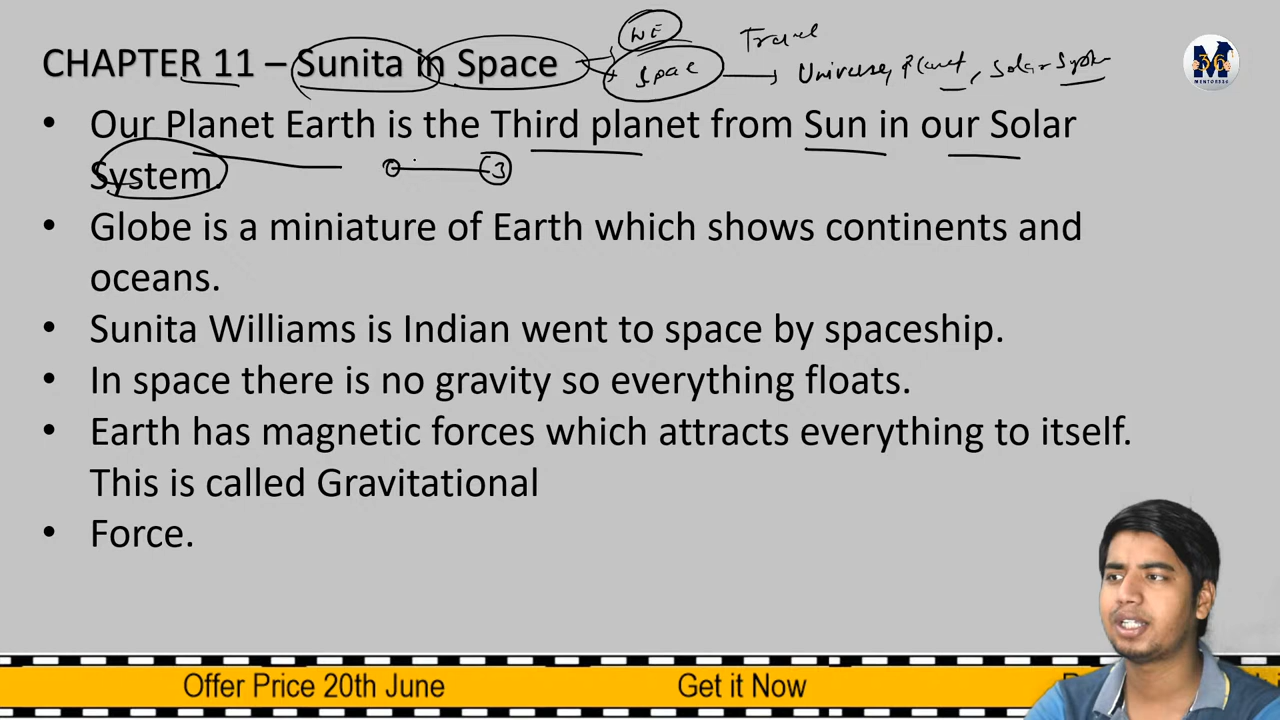 CHAPTER 11 – Sunita in Space
NE
Space
Travel
Universe, Planet, Solar System
• Our Planet Earth is the Third planet from Sun in our Solar
System.
3
• Globe is a miniature of Earth which shows continents and
oceans.
• Sunita Williams is Indian went to space by spaceship.
• In space there is no gravity so everything floats.
• Earth has magnetic forces which attracts everything to itself.
This is called Gravitational
• Force.
Offer Price 20th June Get it Now